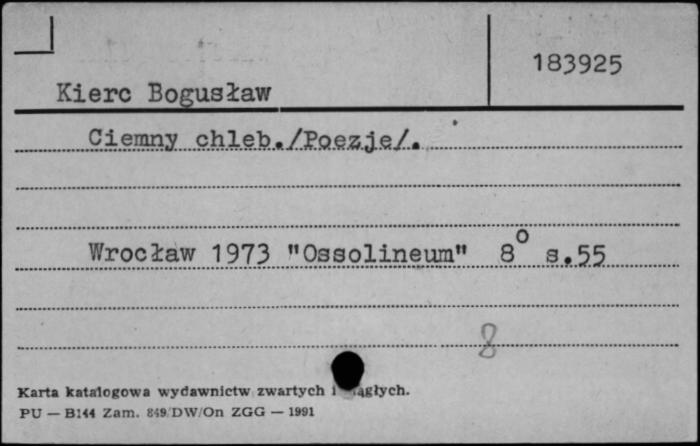 183925
Kierc Bogusław
Ciemny chleb./Poezje/.
Wrocław 1973 "Ossolineum" 8° s.55
8
Karta katalogowa wydawnictw zwartych i
PU — B144 Zam. 849/DW/On ZGG — 1991